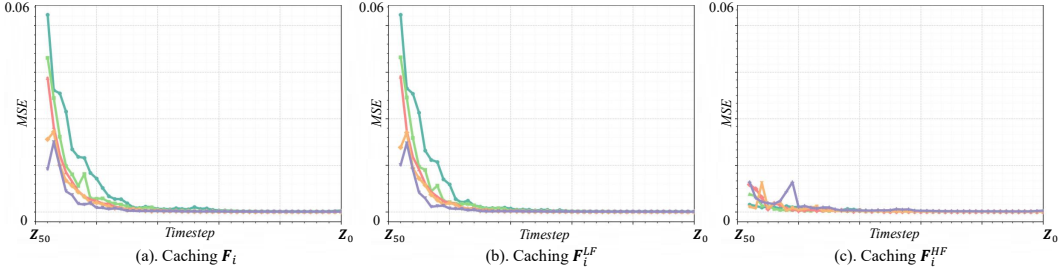 0.06
MSE
0
Z50
Timestep
Z0
(a). Caching Fi
0.06
MSE
0
Z50
Timestep
Z0
(b). Caching FiLF
0.06
MSE
0
Z50
Timestep
Z0
(c). Caching FiHF